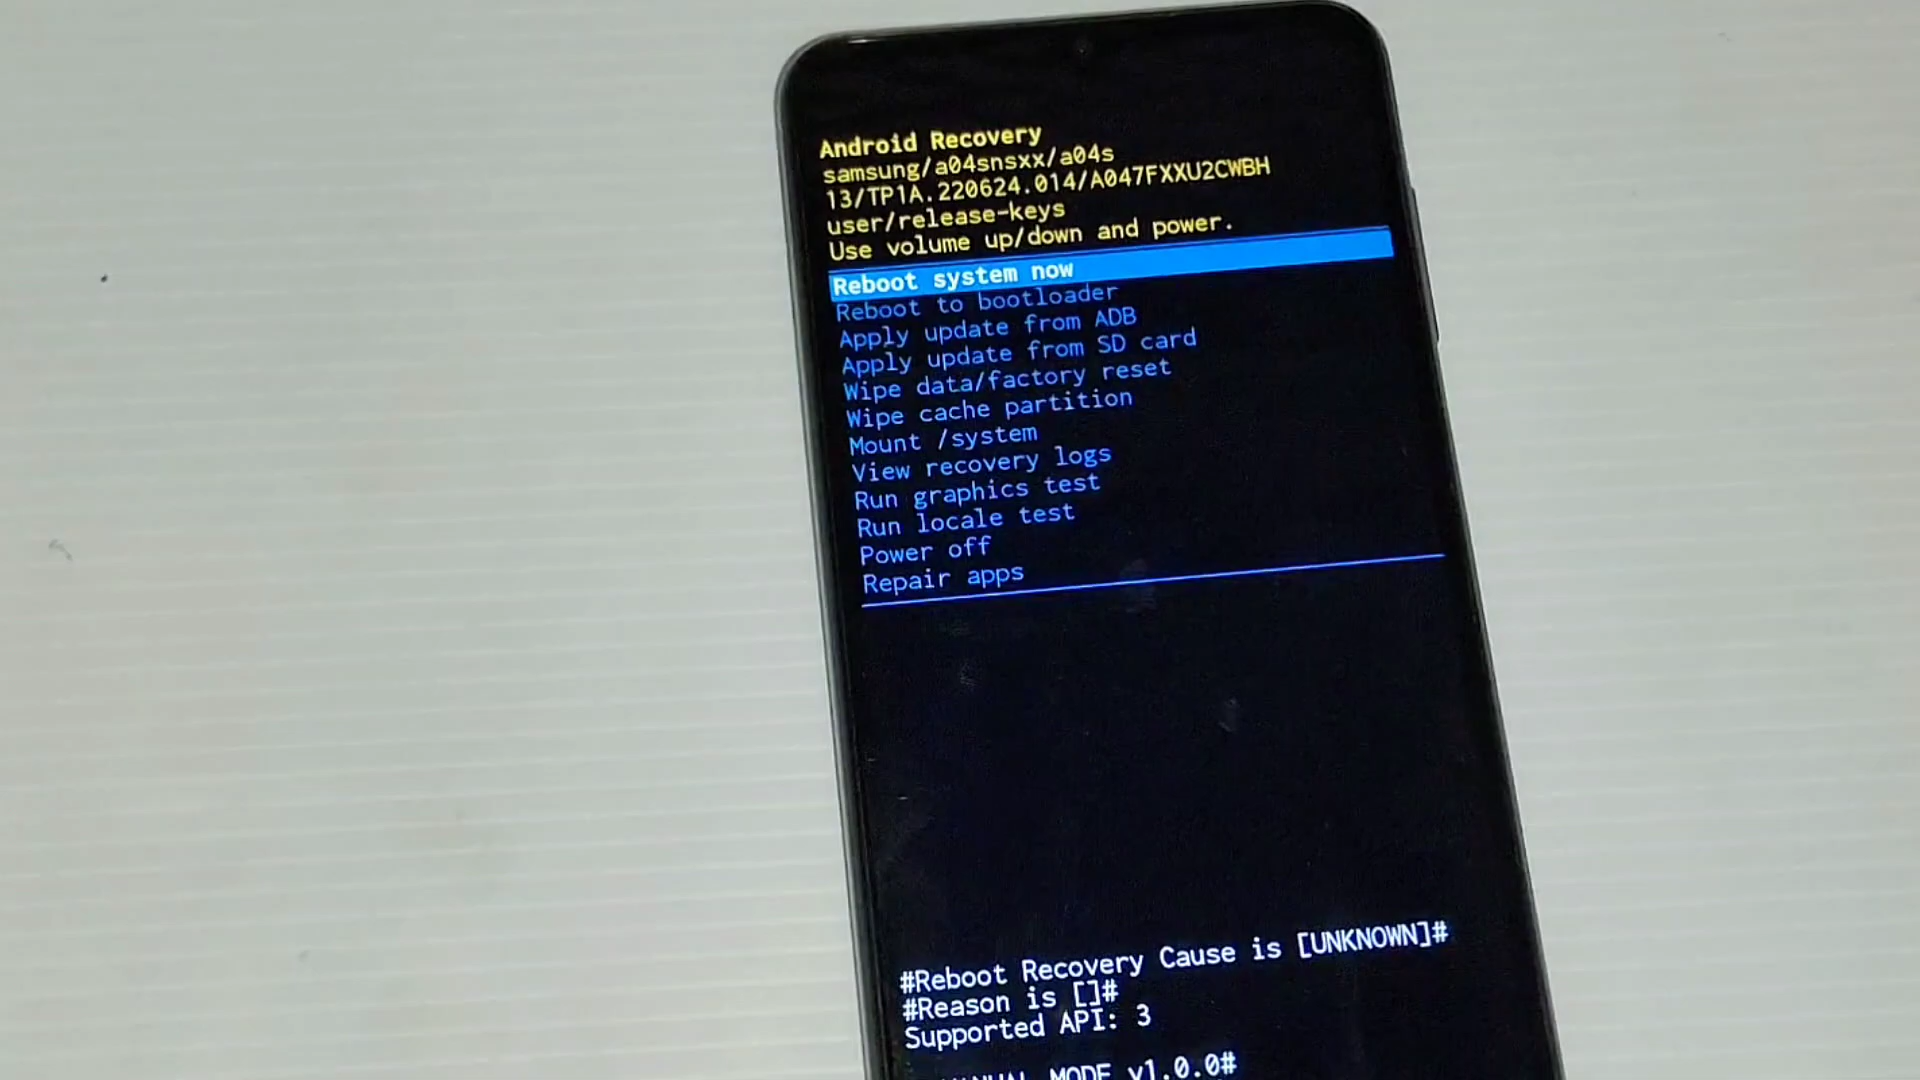 Android Recovery
samsung/a04snsxx/a04s
13/TP1A.220624.014/A047FXXU2CWBH
user/release-keys
Use volume up/down and power.
Reboot system now
Reboot to bootloader
Apply update from ADB
Apply update from SD card
Wipe data/factory reset
Wipe cache partition
Mount /system
View recovery logs
Run graphics test
Run locale test
Power off
Repair apps
#Reboot Recovery Cause is [UNKNOWN]#
#Reason is []#
Supported API: 3
MODE v1.0.0#